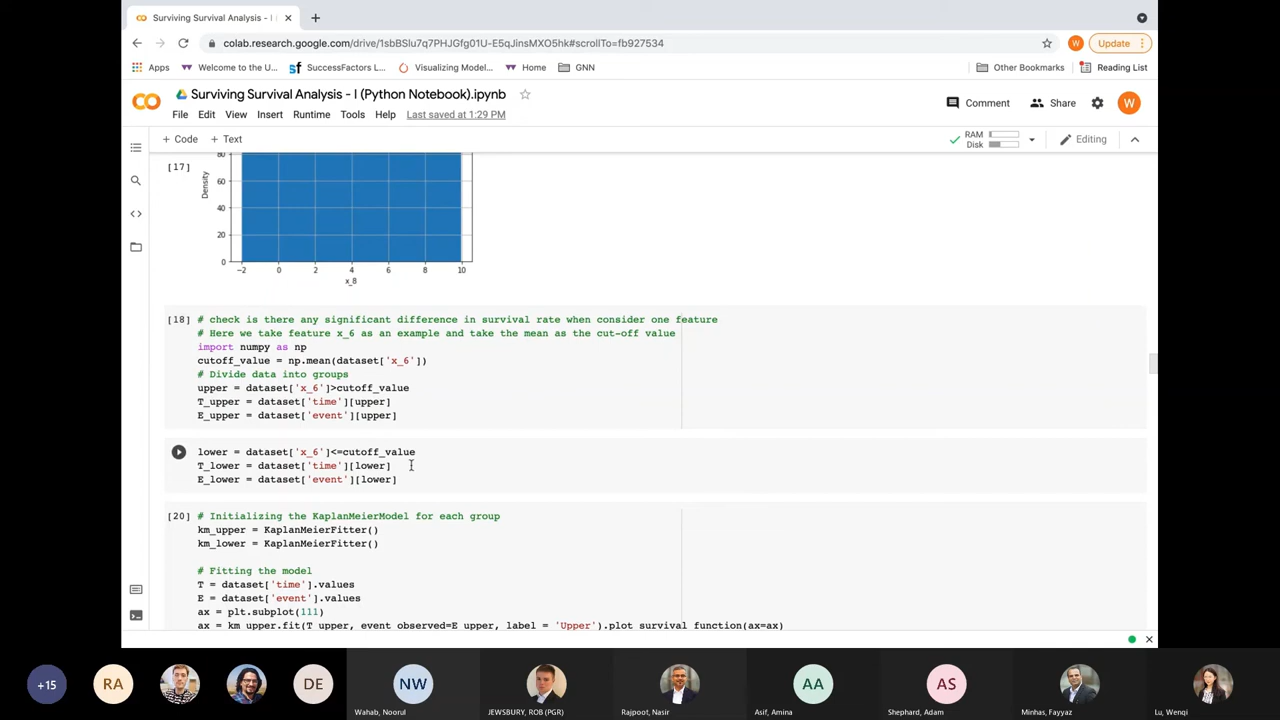 Surviving Survival Analysis - I (
colab.research.google.com/drive/1sbBSlu7q7PHJGfg01U-E5qJinsMXO5hk#scrollTo=fb927534
W
Update
Apps
Welcome to the U...
SuccessFactors L...
Visualizing Model...
Home
GNN
Other Bookmarks
Reading List
Surviving Survival Analysis - I (Python Notebook).ipynb
Comment
Share
W
File Edit View Insert Runtime Tools Help Last saved at 1:29 PM
+ Code + Text
RAM
Disk
Editing
[17]
Density
80
60
40
20
0
−2 0 2 4 6 8 10
x_8
[18] # check is there any significant difference in survival rate when consider one feature
# Here we take feature x_6 as an example and take the mean as the cut-off value
import numpy as np
cutoff_value = np.mean(dataset['x_6'])
# Divide data into groups
upper = dataset['x_6']>cutoff_value
T_upper = dataset['time'][upper]
E_upper = dataset['event'][upper]
lower = dataset['x_6']<=cutoff_value
T_lower = dataset['time'][lower]
E_lower = dataset['event'][lower]
[20] # Initializing the KaplanMeierModel for each group
km_upper = KaplanMeierFitter()
km_lower = KaplanMeierFitter()
# Fitting the model
T = dataset['time'].values
E = dataset['event'].values
ax = plt.subplot(111)
ax = km_upper.fit(T_upper, event_observed=E_upper, label = 'Upper').plot_survival_function(ax=ax)
+15
RA
DE
NW
AA
AS
Wahab, Noorul
JEWSBURY, ROB (PGR)
Rajpoot, Nasir
Asif, Amina
Shephard, Adam
Minhas, Fayyaz
Lu, Wenqi